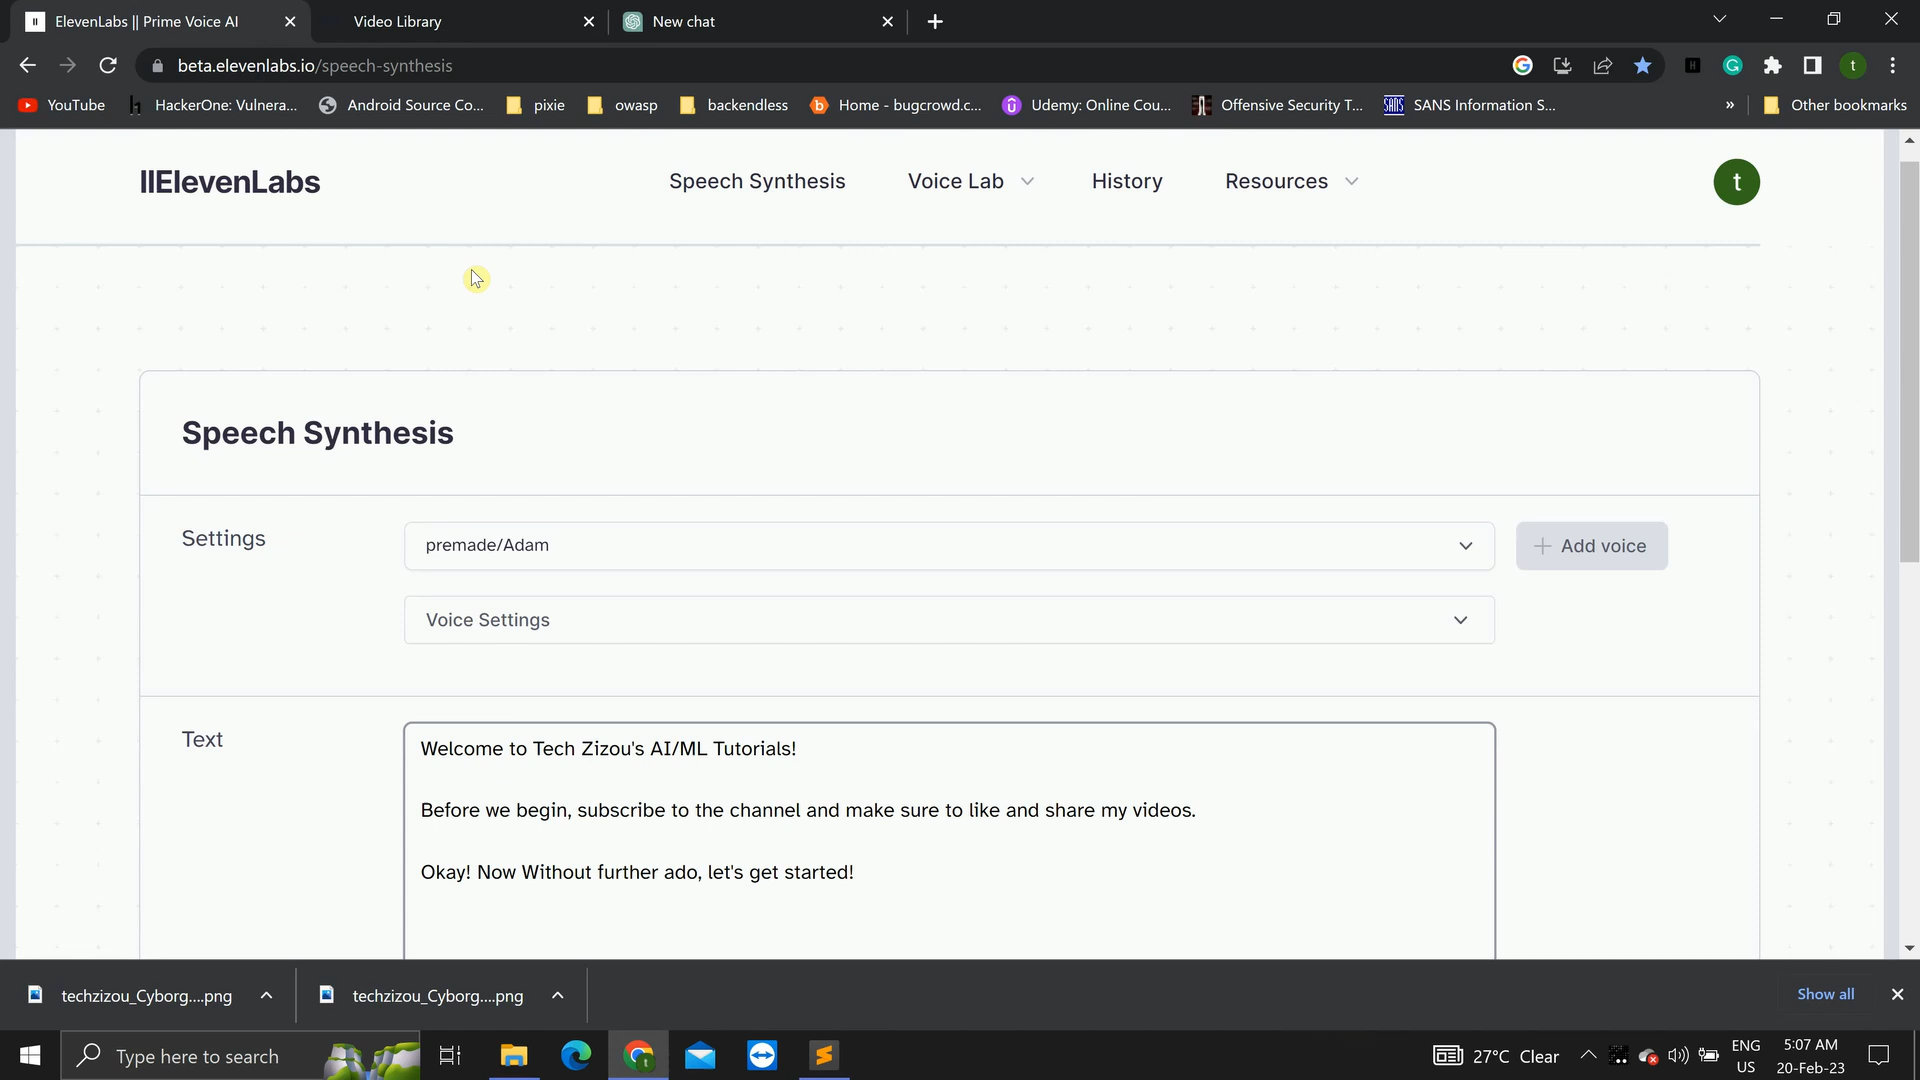 ElevenLabs || Prime Voice AI
Video Library
New chat
beta.elevenlabs.io/speech-synthesis
YouTube
HackerOne: Vulnera...
Android Source Co...
pixie
owasp
backendless
Home - bugcrowd.c...
Udemy: Online Cou...
Offensive Security T...
SANS Information S...
»
Other bookmarks
IIElevenLabs
Speech Synthesis
Voice Lab
History
Resources
t
Speech Synthesis
Settings
premade/Adam
+ Add voice
Voice Settings
Text
Welcome to Tech Zizou's AI/ML Tutorials!
Before we begin, subscribe to the channel and make sure to like and share my videos.
Okay! Now Without further ado, let's get started!
techzizou_Cyborg....png
techzizou_Cyborg....png
Show all
Type here to search
27°C Clear
ENG
US
5:07 AM
20-Feb-23